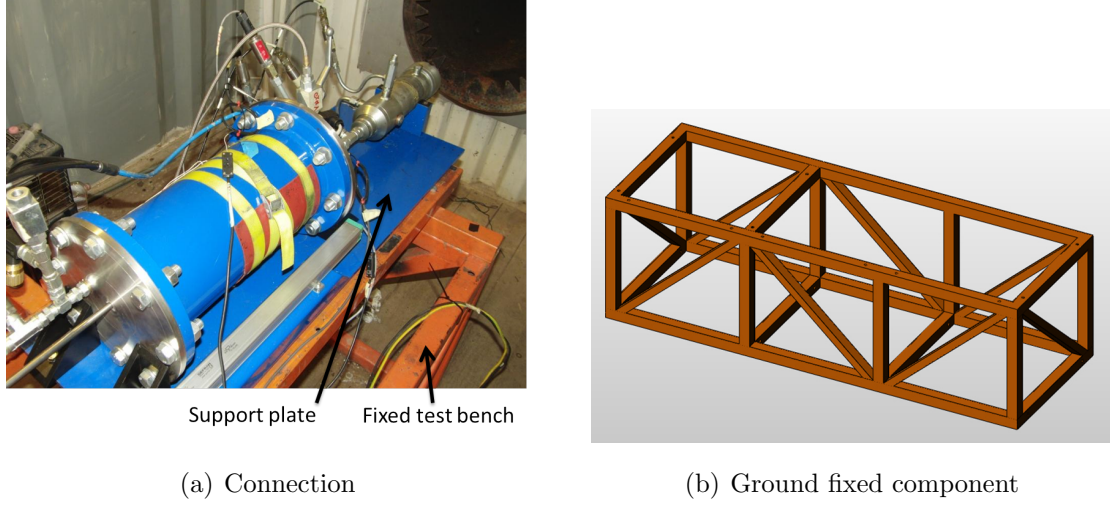 Support plate
Fixed test bench
(a) Connection
(b) Ground fixed component